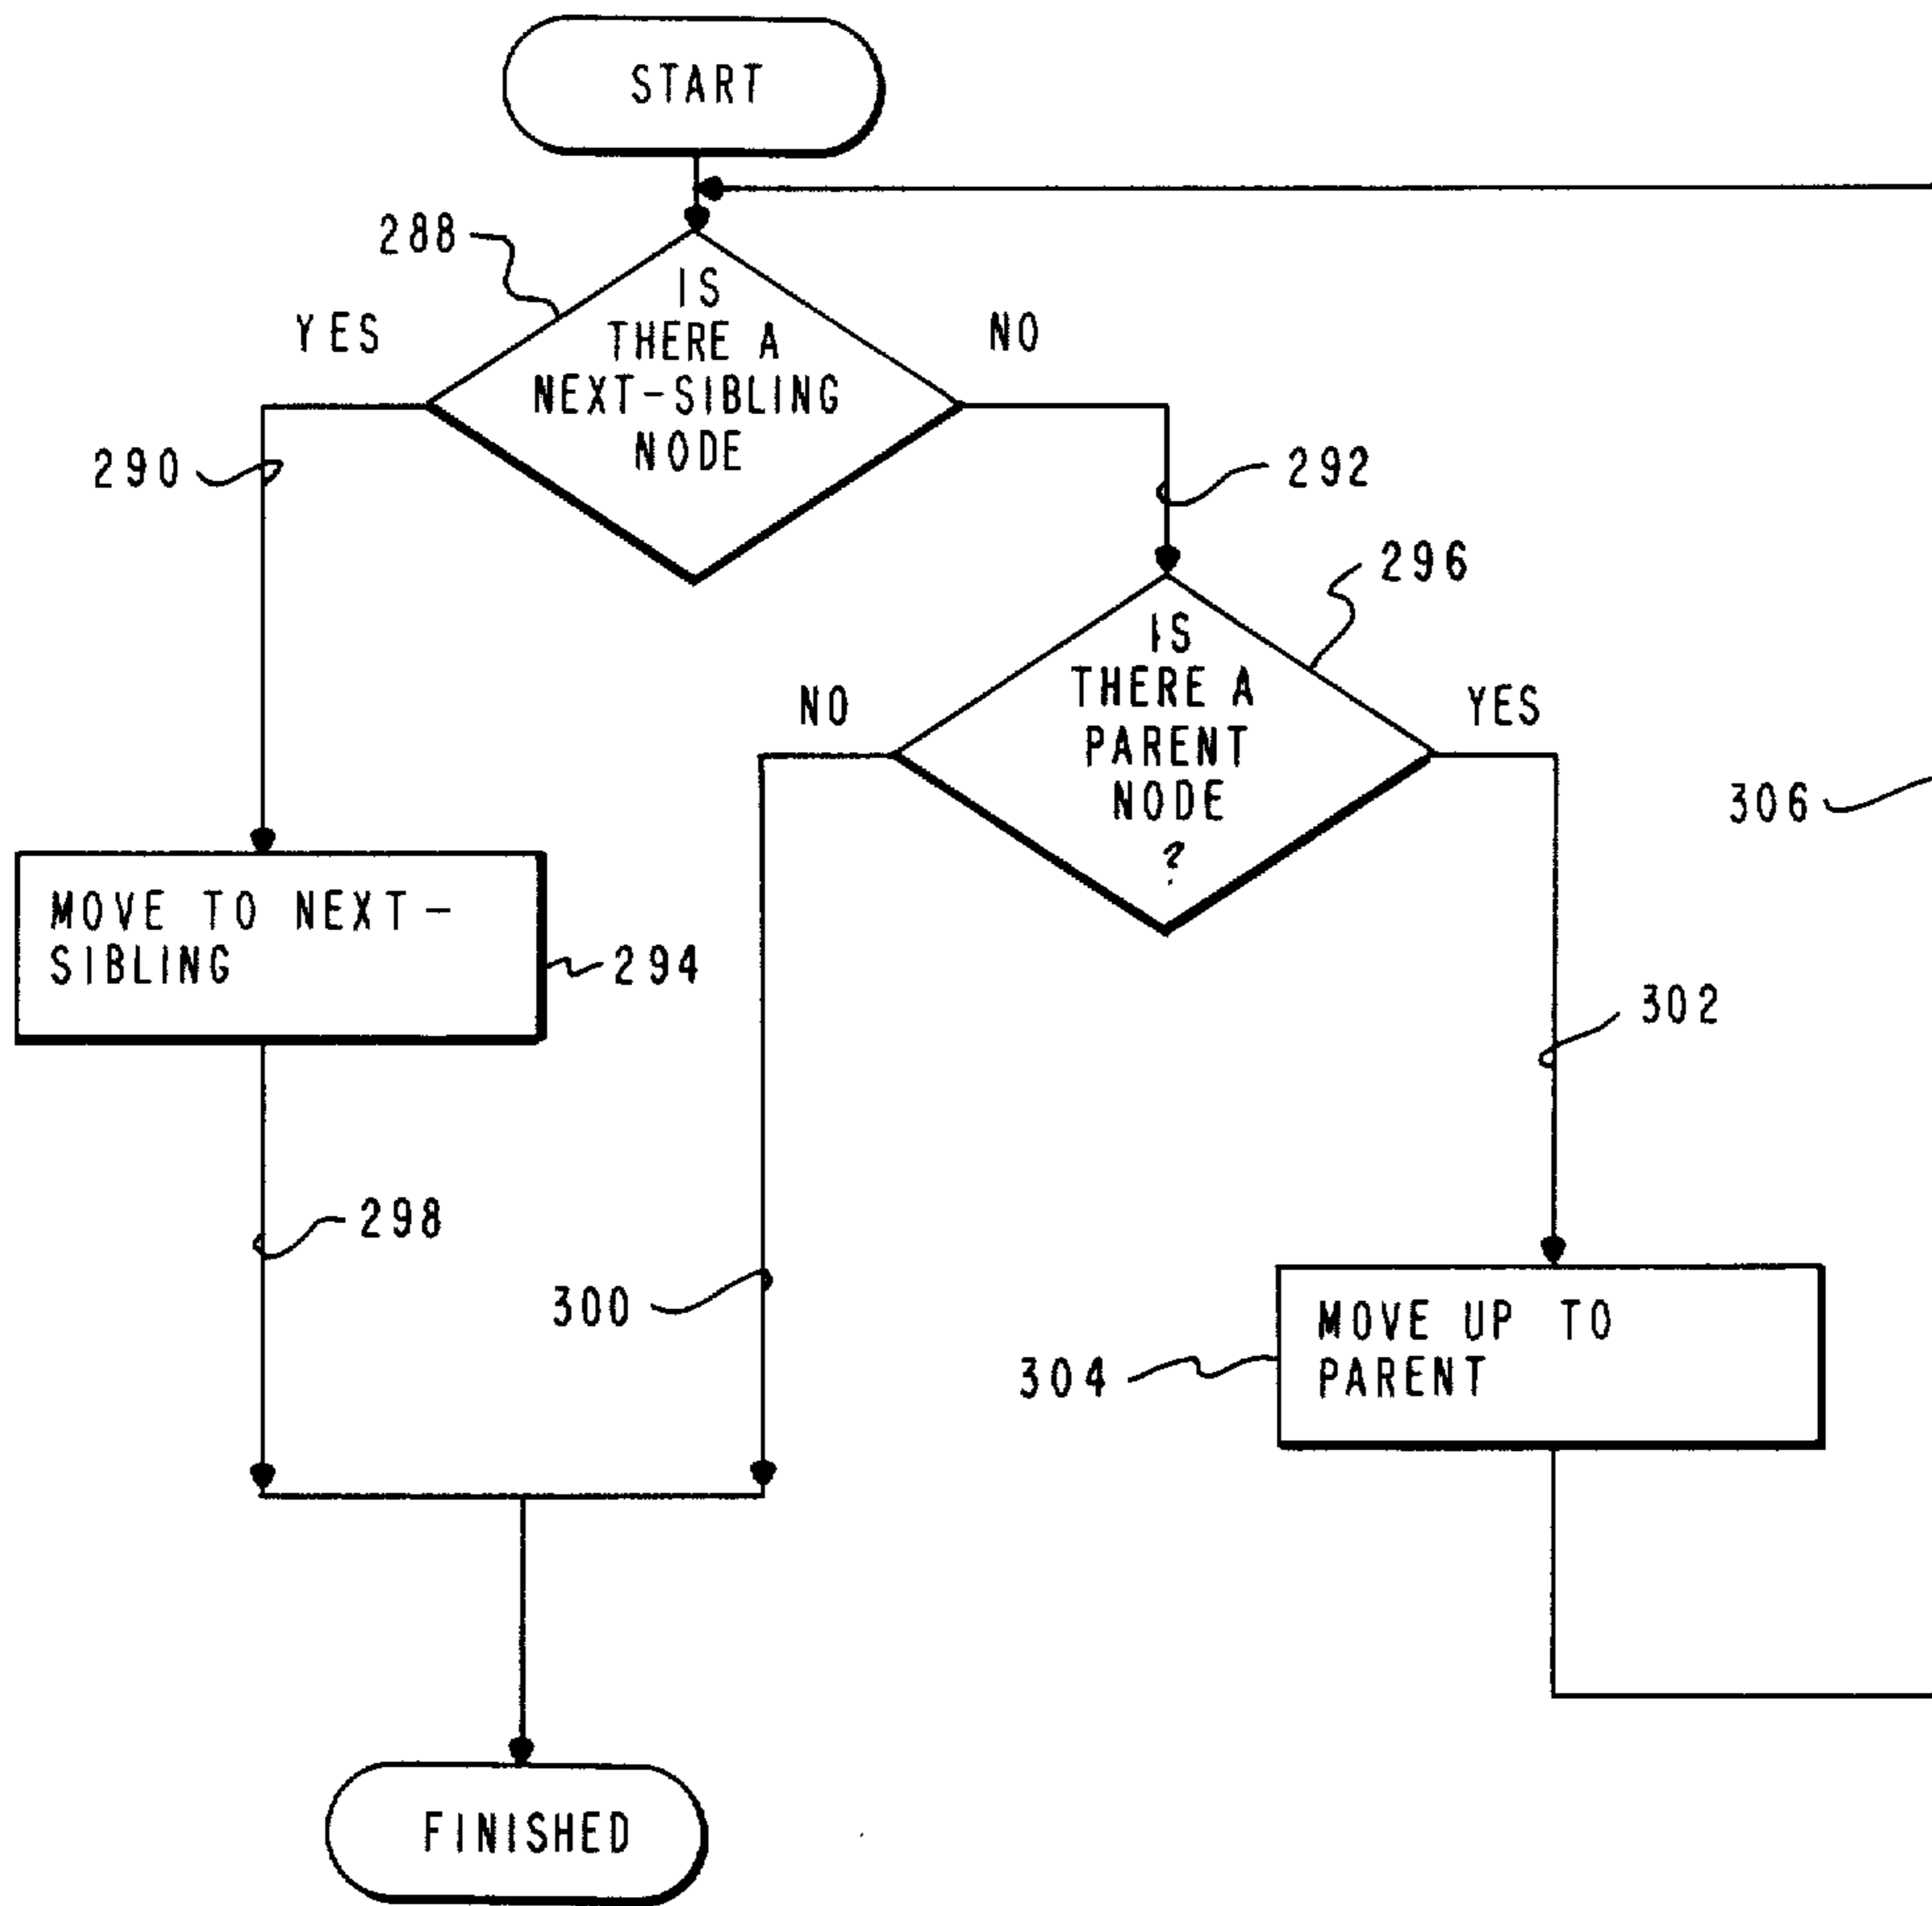 START
288
IS
THERE A
NEXT-SIBLING
NODE
YES
NO
290
292
296
IS
THERE A
PARENT
NODE
?
NO
YES
306
MOVE TO NEXT-
SIBLING
294
302
298
300
MOVE UP TO
PARENT
304
FINISHED